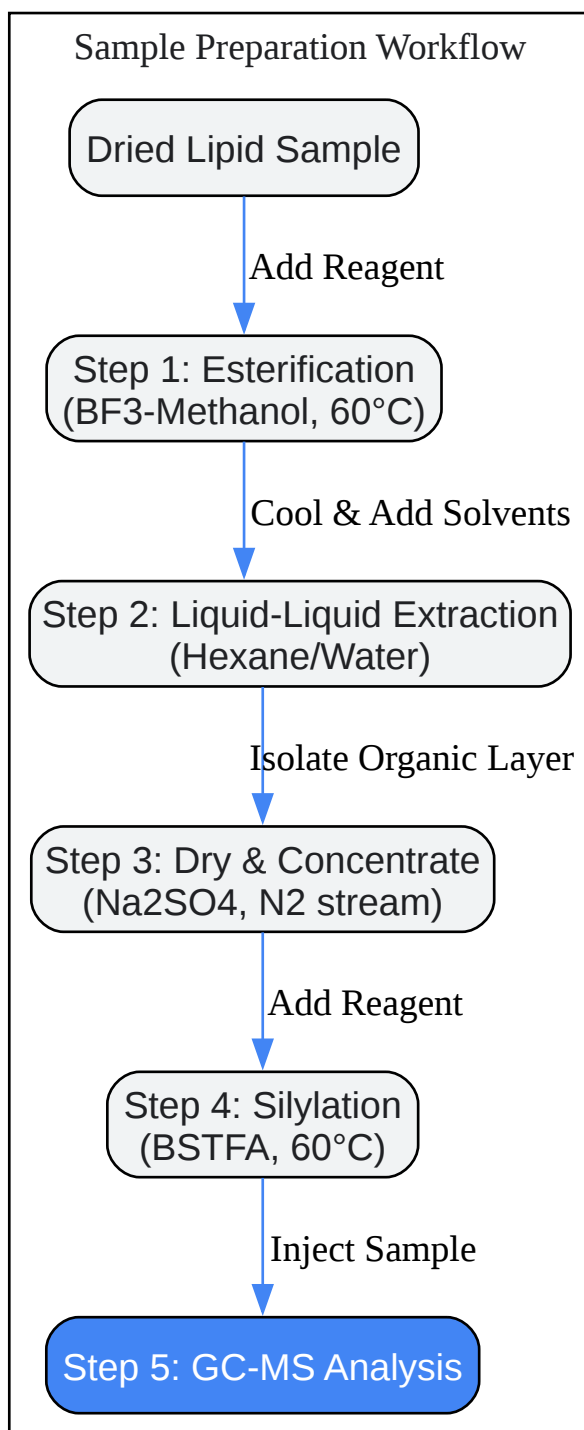 Sample Preparation Workflow
Dried Lipid Sample
Add Reagent
Step 1: Esterification
(BF3-Methanol, 60°C)
Cool & Add Solvents
Step 2: Liquid-Liquid Extraction
(Hexane/Water)
Isolate Organic Layer
Step 3: Dry & Concentrate
(Na2SO4, N2 stream)
Add Reagent
Step 4: Silylation
(BSTFA, 60°C)
Inject Sample
Step 5: GC-MS Analysis